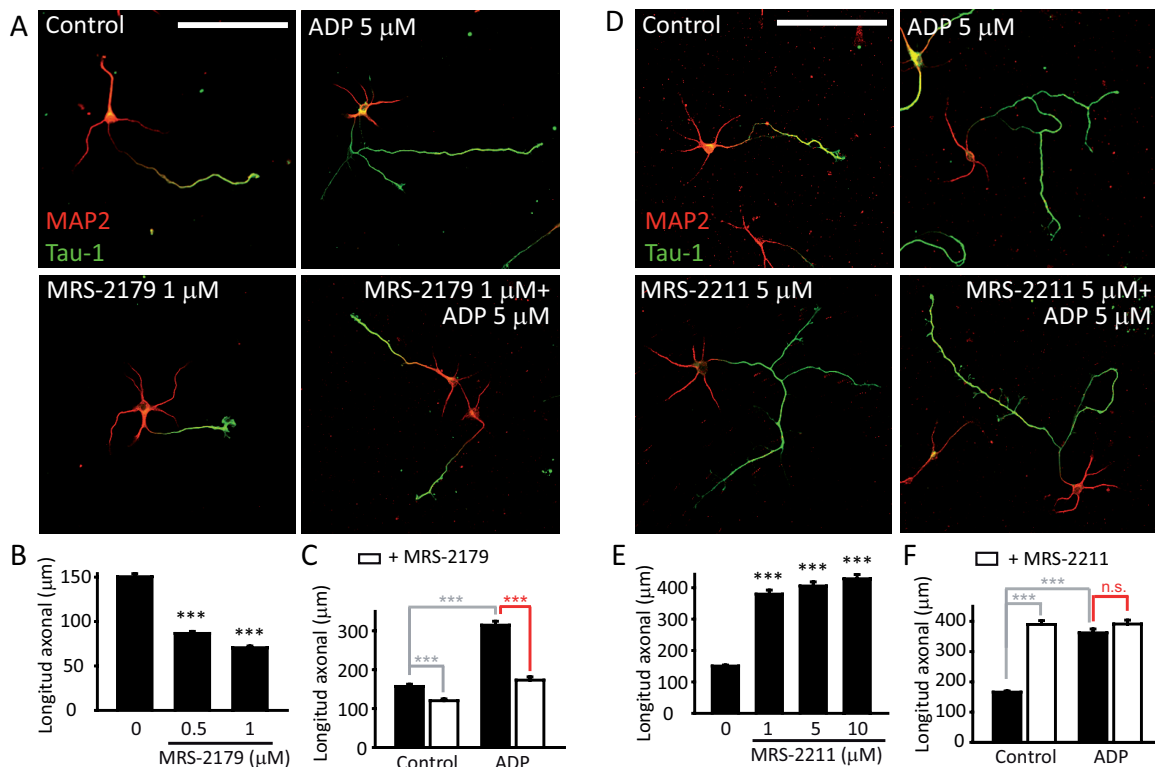 A
Control
ADP 5 µM
MAP2
Tau-1
MRS-2179 1 µM
MRS-2179 1 µM+
ADP 5 µM
D
Control
ADP 5 µM
MAP2
Tau-1
MRS-2211 5 µM
MRS-2211 5 µM+
ADP 5 µM
B
Longitud axonal (µm)
150
100
50
0
***
***
0
0.5
1
MRS-2179 (µM)
C
+ MRS-2179
Longitud axonal (µm)
300
200
100
0
***
***
***
Control
ADP
E
Longitud axonal (µm)
400
300
200
100
0
***
***
***
0
1
5
10
MRS-2211 (µM)
F
+ MRS-2211
Longitud axonal (µm)
400
300
200
100
0
***
***
n.s.
Control
ADP